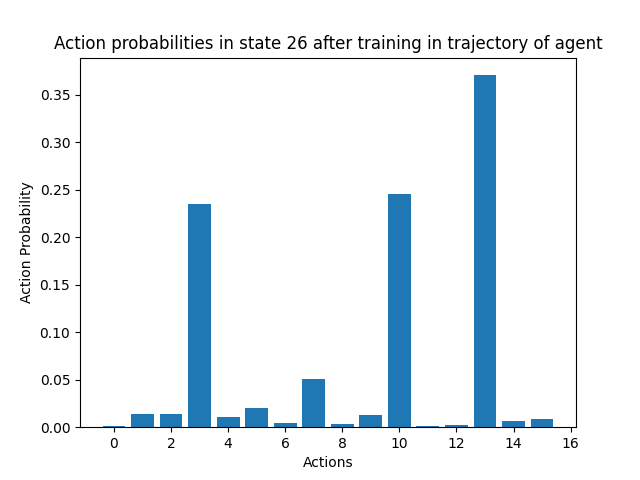 Action probabilities in state 26 after training in trajectory of agent
Action Probability
0.35
0.30
0.25
0.20
0.15
0.10
0.05
0.00
0 2 4 6 8 10 12 14 16
Actions